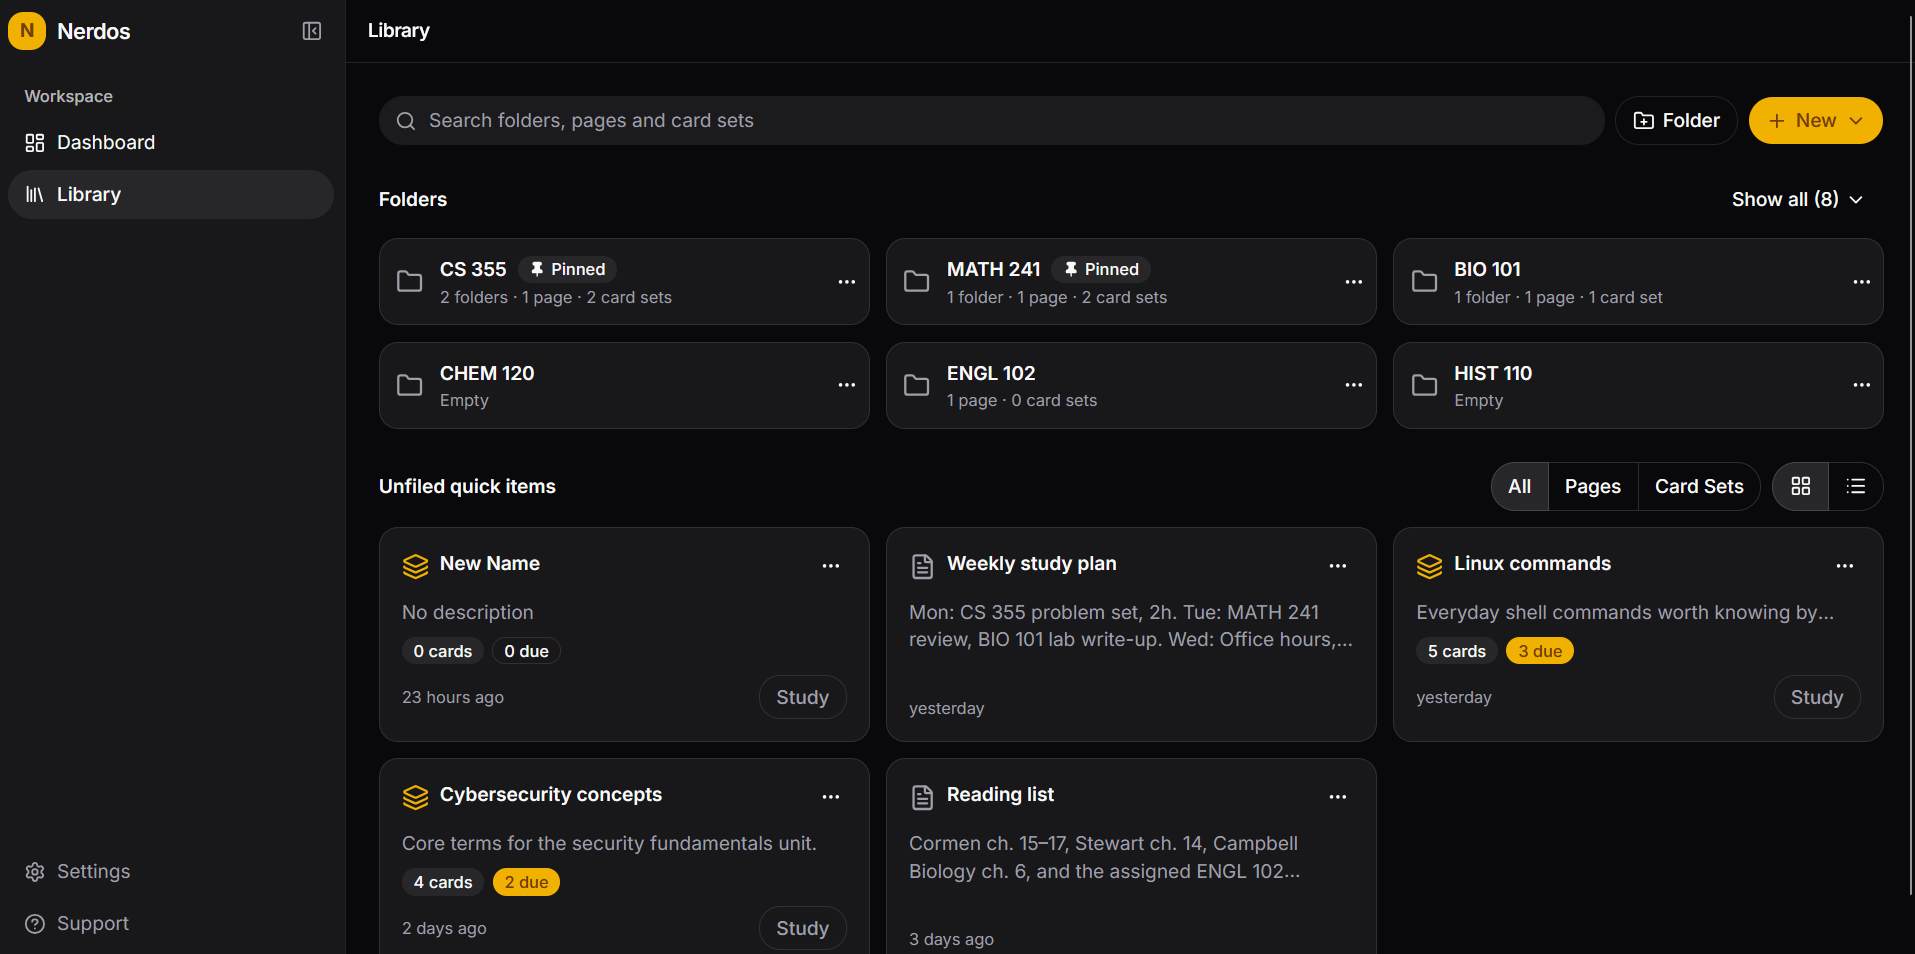 N Nerdos
Workspace
Dashboard
Library
Settings
Support
Library
Search folders, pages and card sets
Folder
+ New
Folders
Show all (8)
CS 355 Pinned
2 folders · 1 page · 2 card sets
MATH 241 Pinned
1 folder · 1 page · 2 card sets
BIO 101
1 folder · 1 page · 1 card set
CHEM 120
Empty
ENGL 102
1 page · 0 card sets
HIST 110
Empty
Unfiled quick items
All Pages Card Sets
New Name
No description
0 cards 0 due
23 hours ago Study
Weekly study plan
Mon: CS 355 problem set, 2h. Tue: MATH 241
review, BIO 101 lab write-up. Wed: Office hours,...
yesterday
Linux commands
Everyday shell commands worth knowing by...
5 cards 3 due
yesterday Study
Cybersecurity concepts
Core terms for the security fundamentals unit.
4 cards 2 due
2 days ago Study
Reading list
Cormen ch. 15–17, Stewart ch. 14, Campbell
Biology ch. 6, and the assigned ENGL 102...
3 days ago